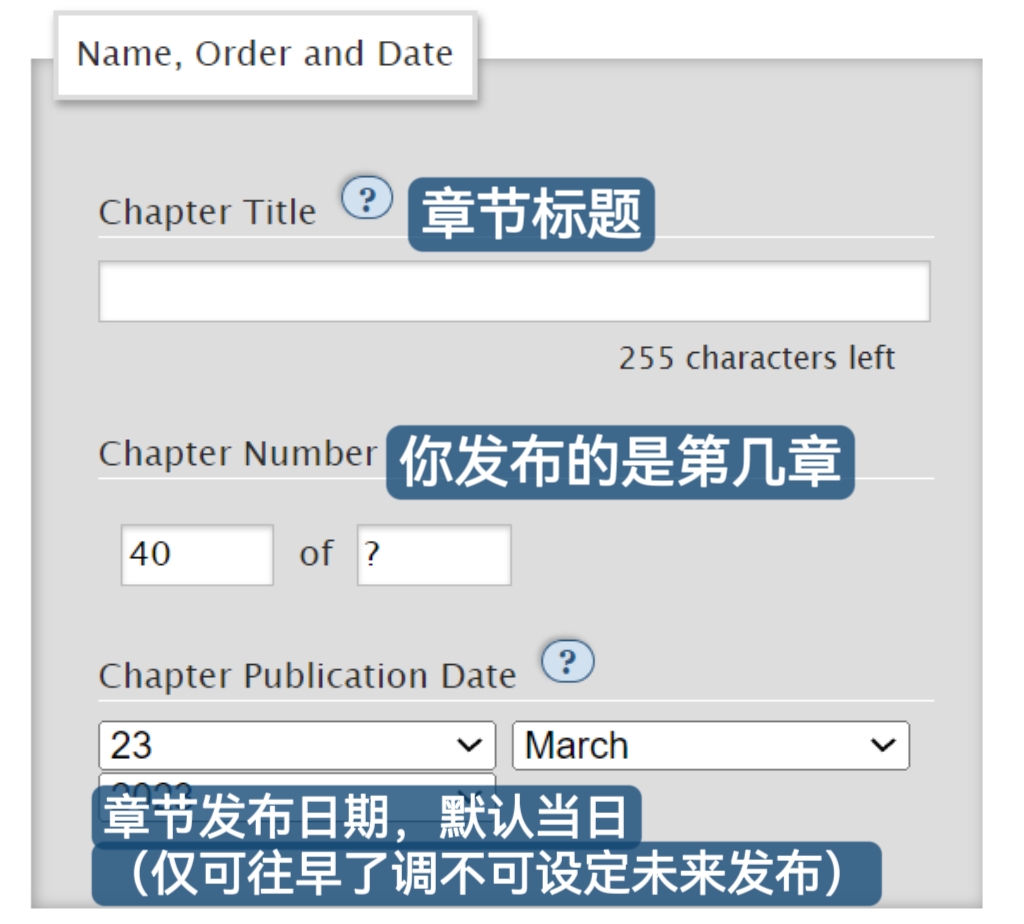 Name, Order and Date
Chapter Title ? 章节标题
255 characters left
Chapter Number 你发布的是第几章
40 of ?
Chapter Publication Date ?
23 March
章节发布日期，默认当日
（仅可往早了调不可设定未来发布）